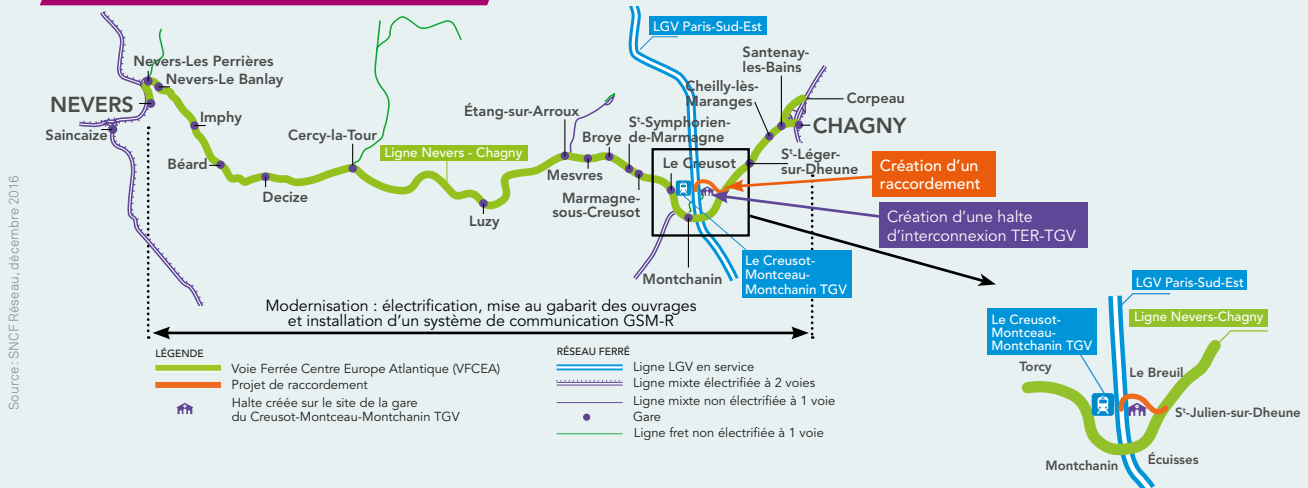 LGV Paris-Sud-Est
Santenay-
les-Bains
Nevers-Les Perrières
Nevers-Le Banlay
Cheilly-lès-
Maranges
Corpeau
NEVERS
Étang-sur-Arroux
Imphy
Sᵗ-Symphorien-
de-Marmagne
CHAGNY
Saincaize
Cercy-la-Tour
Broye
Ligne Nevers - Chagny
Béard
Le Creusot
Sᵗ-Léger-
sur-Dheune
Création d'un
raccordement
Mesvres
Decize
Marmagne-
sous-Creusot
Luzy
Création d'une halte
d'interconnexion TER-TGV
Le Creusot-
Montceau-
Montchanin TGV
Montchanin
Modernisation : électrification, mise au gabarit des ouvrages
et installation d'un système de communication GSM-R
LÉGENDE
Voie Ferrée Centre Europe Atlantique (VFCEA)
Projet de raccordement
Halte créée sur le site de la gare
du Creusot-Montceau-Montchanin TGV
RÉSEAU FERRÉ
Ligne LGV en service
Ligne mixte électrifiée à 2 voies
Ligne mixte non électrifiée à 1 voie
Gare
Ligne fret non électrifiée à 1 voie
LGV Paris-Sud-Est
Le Creusot-
Montceau-
Montchanin TGV
Ligne Nevers-Chagny
Torcy
Le Breuil
Sᵗ-Julien-sur-Dheune
Montchanin
Écuisses
Source : SNCF Réseau, décembre 2016